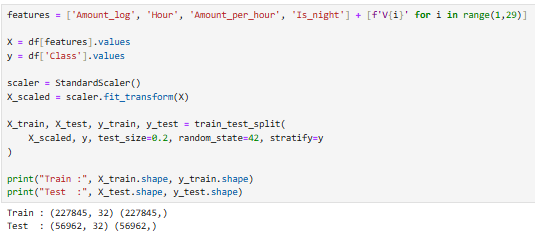 features = ['Amount_log', 'Hour', 'Amount_per_hour', 'Is_night'] + [f'V{i}' for i in range(1,29)]
X = df[features].values
y = df['Class'].values
scaler = StandardScaler()
X_scaled = scaler.fit_transform(X)
X_train, X_test, y_train, y_test = train_test_split(
    X_scaled, y, test_size=0.2, random_state=42, stratify=y
)
print("Train :", X_train.shape, y_train.shape)
print("Test  :", X_test.shape, y_test.shape)
Train : (227845, 32) (227845,)
Test  : (56962, 32) (56962,)